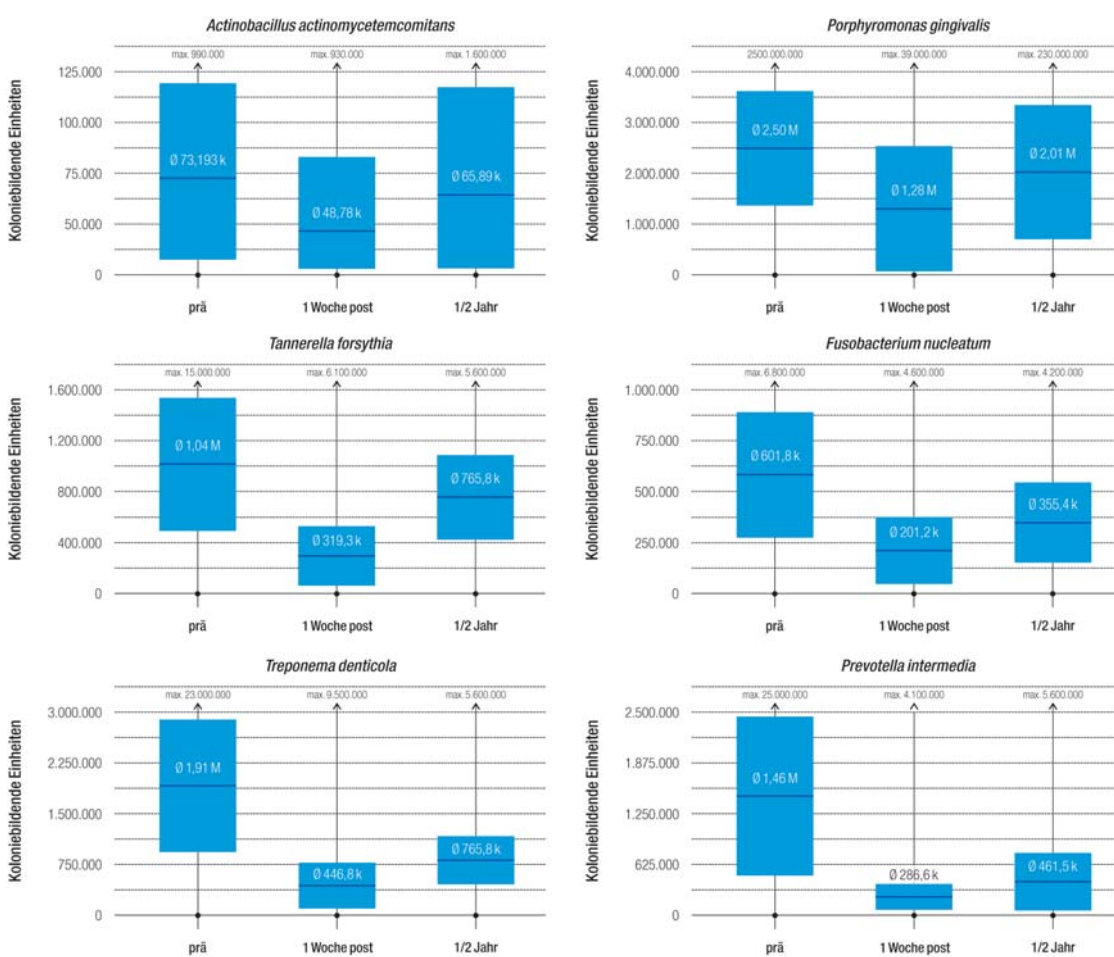 Actinobacillus actinomycetemcomitans
Koloniebildende Einheiten
max. 990.000 max. 930.000 max. 1.600.000
125.000
100.000
75.000
50.000
0
Ø 73,193 k
Ø 48,78 k
Ø 65,89 k
prä 1 Woche post 1/2 Jahr
Porphyromonas gingivalis
Koloniebildende Einheiten
2500.000.000 max. 39.000.000 max. 230.000.000
4.000.000
3.000.000
2.000.000
1.000.000
0
Ø 2,50 M
Ø 1,28 M
Ø 2,01 M
prä 1 Woche post 1/2 Jahr
Tannerella forsythia
Koloniebildende Einheiten
max. 15.000.000 max. 6.100.000 max. 5.600.000
1.600.000
1.200.000
800.000
400.000
0
Ø 1,04 M
Ø 319,3 k
Ø 765,8 k
prä 1 Woche post 1/2 Jahr
Fusobacterium nucleatum
Koloniebildende Einheiten
max. 6.800.000 max. 4.600.000 max. 4.200.000
1.000.000
750.000
500.000
250.000
0
Ø 601,8 k
Ø 201,2 k
Ø 355,4 k
prä 1 Woche post 1/2 Jahr
Treponema denticola
Koloniebildende Einheiten
max. 23.000.000 max. 9.500.000 max. 5.600.000
3.000.000
2.250.000
1.500.000
750.000
0
Ø 1,91 M
Ø 446,8 k
Ø 765,8 k
prä 1 Woche post 1/2 Jahr
Prevotella intermedia
Koloniebildende Einheiten
max. 25.000.000 max. 4.100.000 max. 5.600.000
2.500.000
1.875.000
1.250.000
625.000
0
Ø 1,46 M
Ø 286,6 k
Ø 461,5 k
prä 1 Woche post 1/2 Jahr